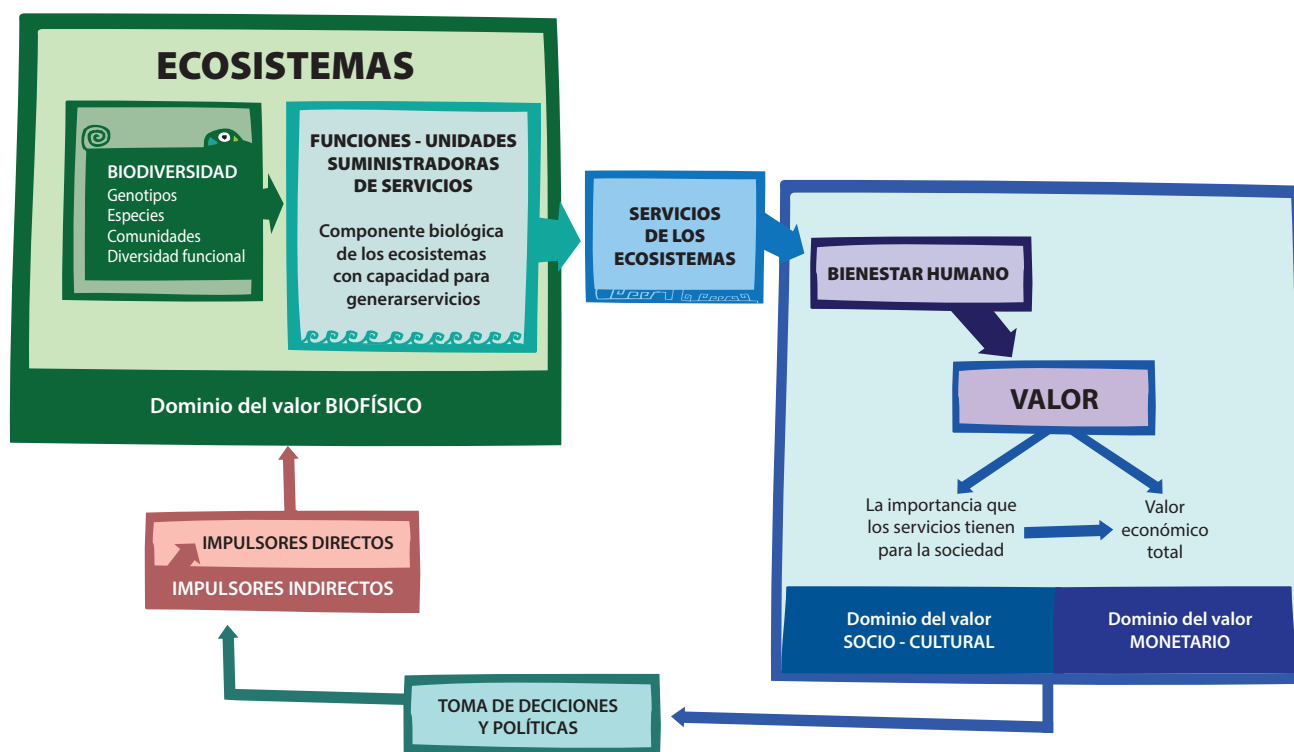 ECOSISTEMAS
BIODIVERSIDAD
Genotipos
Especies
Comunidades
Diversidad funcional
FUNCIONES - UNIDADES
SUMINISTRADORAS
DE SERVICIOS
Componente biológica
de los ecosistemas
con capacidad para
generarservicios
Dominio del valor BIOFÍSICO
SERVICIOS
DE LOS
ECOSISTEMAS
BIENESTAR HUMANO
VALOR
La importancia que
los servicios tienen
para la sociedad
Valor
económico
total
Dominio del valor
SOCIO - CULTURAL
Dominio del valor
MONETARIO
IMPULSORES DIRECTOS
IMPULSORES INDIRECTOS
TOMA DE DECICIONES
Y POLÍTICAS